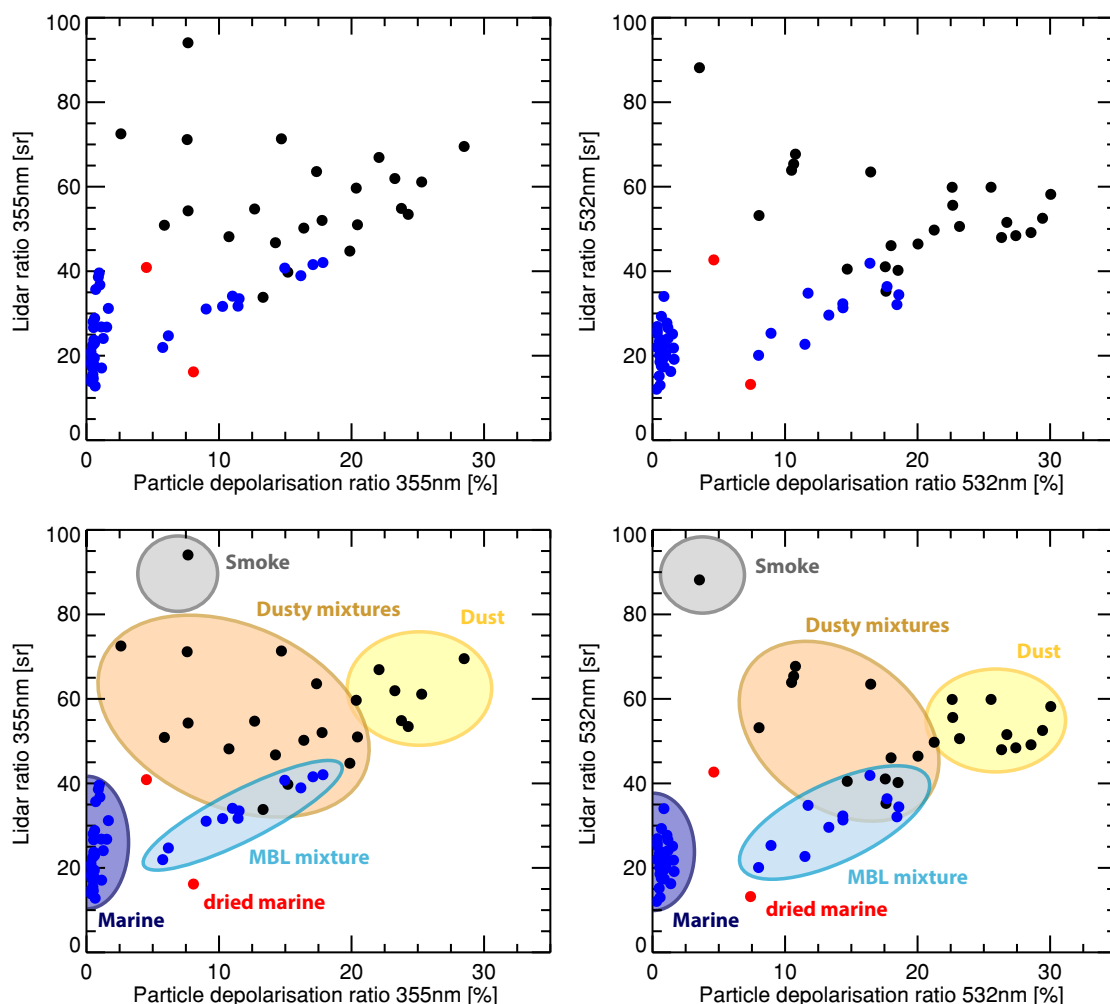 100
80
60
40
20
0
Lidar ratio 355nm [sr]
0 10 20 30
Particle depolarisation ratio 355nm [%]
100
80
60
40
20
0
Lidar ratio 532nm [sr]
0 10 20 30
Particle depolarisation ratio 532nm [%]
100
80
60
40
20
0
Lidar ratio 355nm [sr]
Smoke
Dusty mixtures
Dust
MBL mixture
dried marine
Marine
0 10 20 30
Particle depolarisation ratio 355nm [%]
100
80
60
40
20
0
Lidar ratio 532nm [sr]
Smoke
Dusty mixtures
Dust
MBL mixture
dried marine
Marine
0 10 20 30
Particle depolarisation ratio 532nm [%]